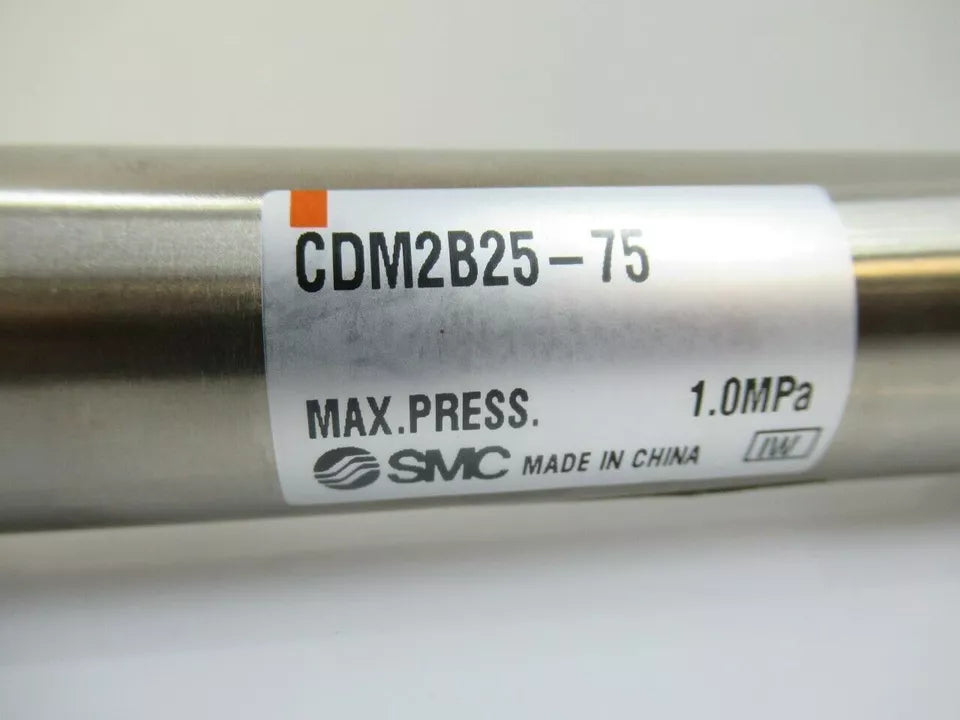 CDM2B25-75
MAX.PRESS. 1.0MPa
SMC MADE IN CHINA IW